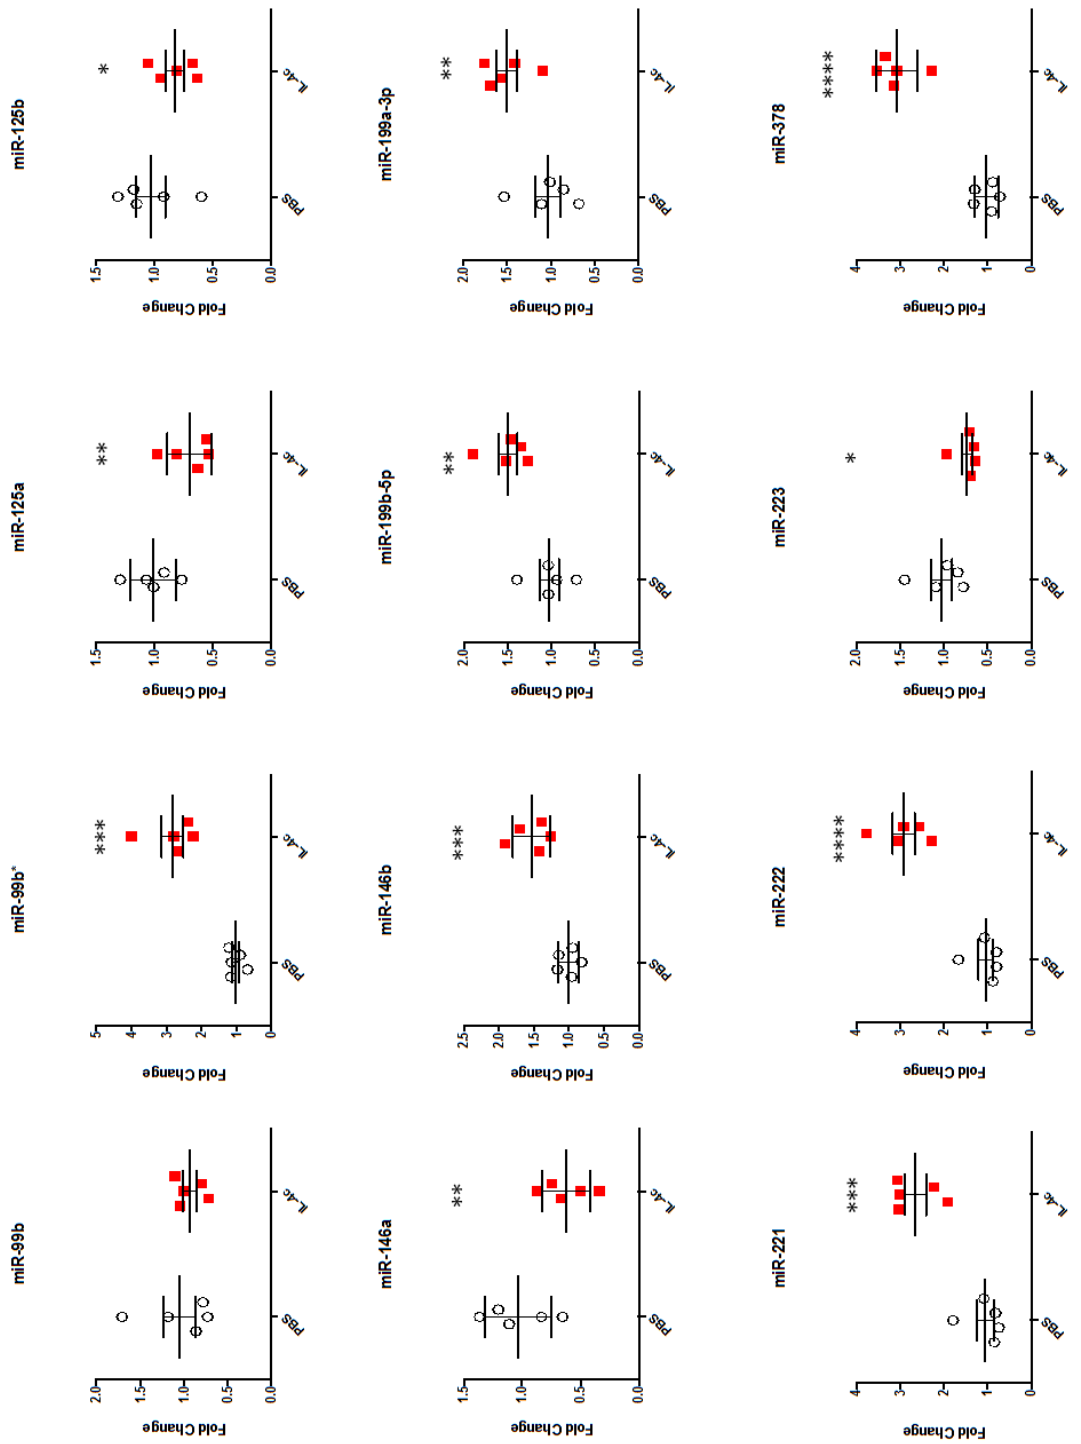 miR-99b
Fold Change
2.0
1.5
1.0
0.5
0.0
PBS
IL-4c
miR-99b*
***
Fold Change
5
4
3
2
1
0
PBS
IL-4c
miR-125a
**
Fold Change
1.5
1.0
0.5
0.0
PBS
IL-4c
miR-125b
*
Fold Change
1.5
1.0
0.5
0.0
PBS
IL-4c
miR-146a
**
Fold Change
1.5
1.0
0.5
0.0
PBS
IL-4c
miR-146b
***
Fold Change
2.5
2.0
1.5
1.0
0.5
0.0
PBS
IL-4c
miR-199b-5p
**
Fold Change
2.0
1.5
1.0
0.5
0.0
PBS
IL-4c
miR-199a-3p
**
Fold Change
2.0
1.5
1.0
0.5
0.0
PBS
IL-4c
miR-221
***
Fold Change
4
3
2
1
0
PBS
IL-4c
miR-222
****
Fold Change
4
3
2
1
0
PBS
IL-4c
miR-223
*
Fold Change
2.0
1.5
1.0
0.5
0.0
PBS
IL-4c
miR-378
****
Fold Change
4
3
2
1
0
PBS
IL-4c